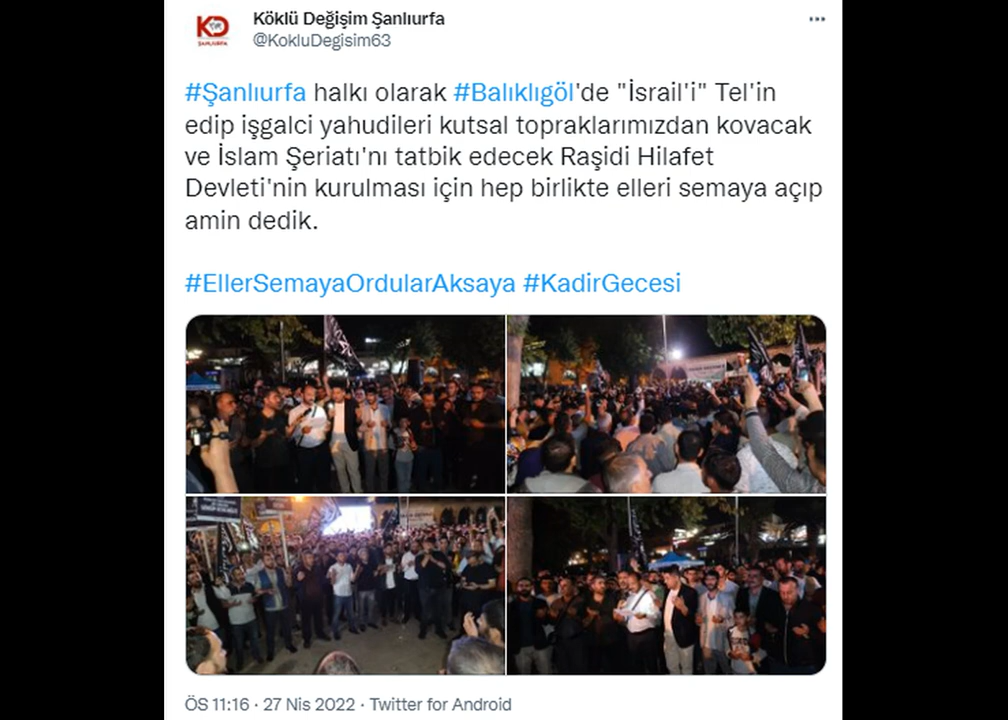 KD
ŞANLIURFA
Köklü Değişim Şanlıurfa
@KokluDegisim63
#Şanlıurfa halkı olarak #Balıklıgöl'de "İsrail'i" Tel'in
edip işgalci yahudileri kutsal topraklarımızdan kovacak
ve İslam Şeriatı'nı tatbik edecek Raşidi Hilafet
Devleti'nin kurulması için hep birlikte elleri semaya açıp
amin dedik.
#EllerSemayaOrdularAksaya #KadirGecesi
ÖS 11:16 · 27 Nis 2022 · Twitter for Android